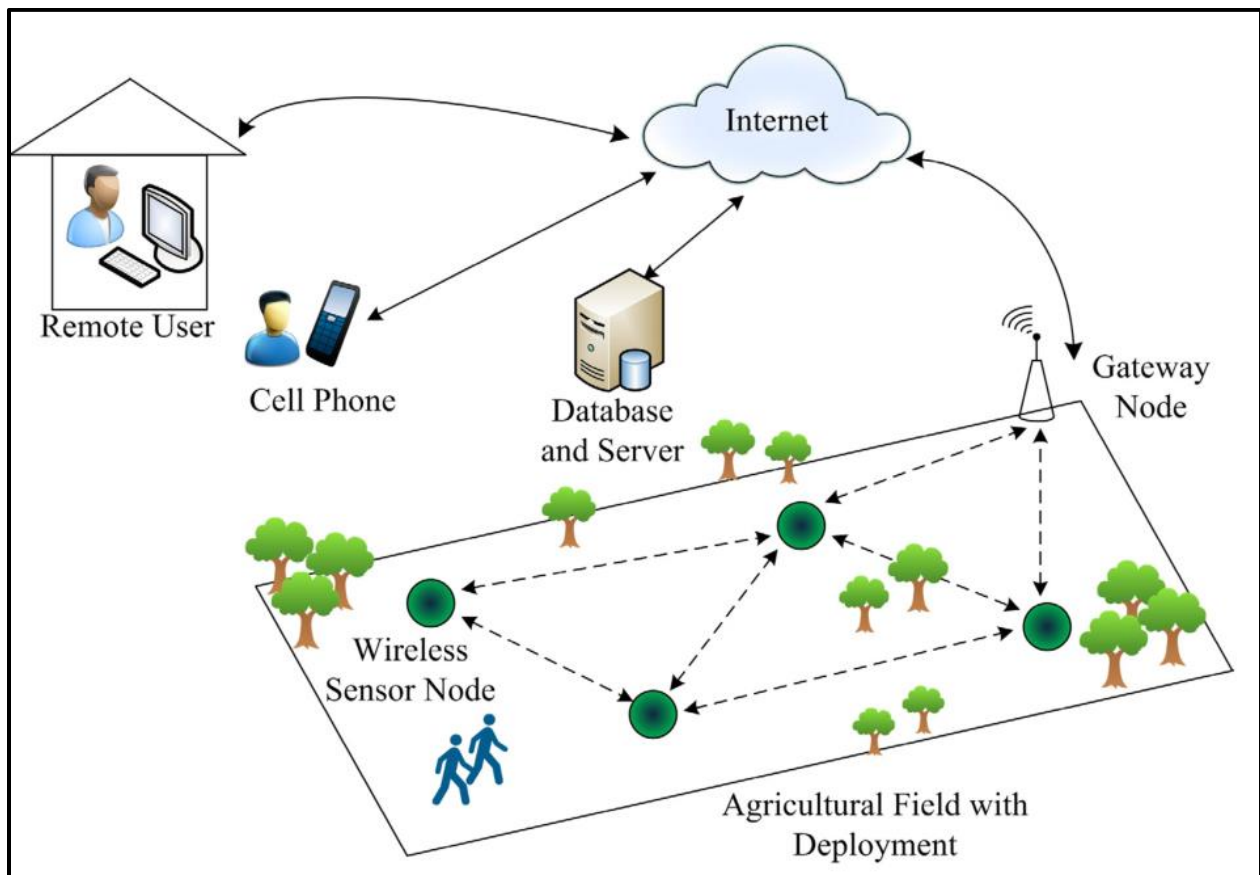 Internet
Remote User
Cell Phone
Database
and Server
Gateway
Node
Wireless
Sensor Node
Agricultural Field with
Deployment